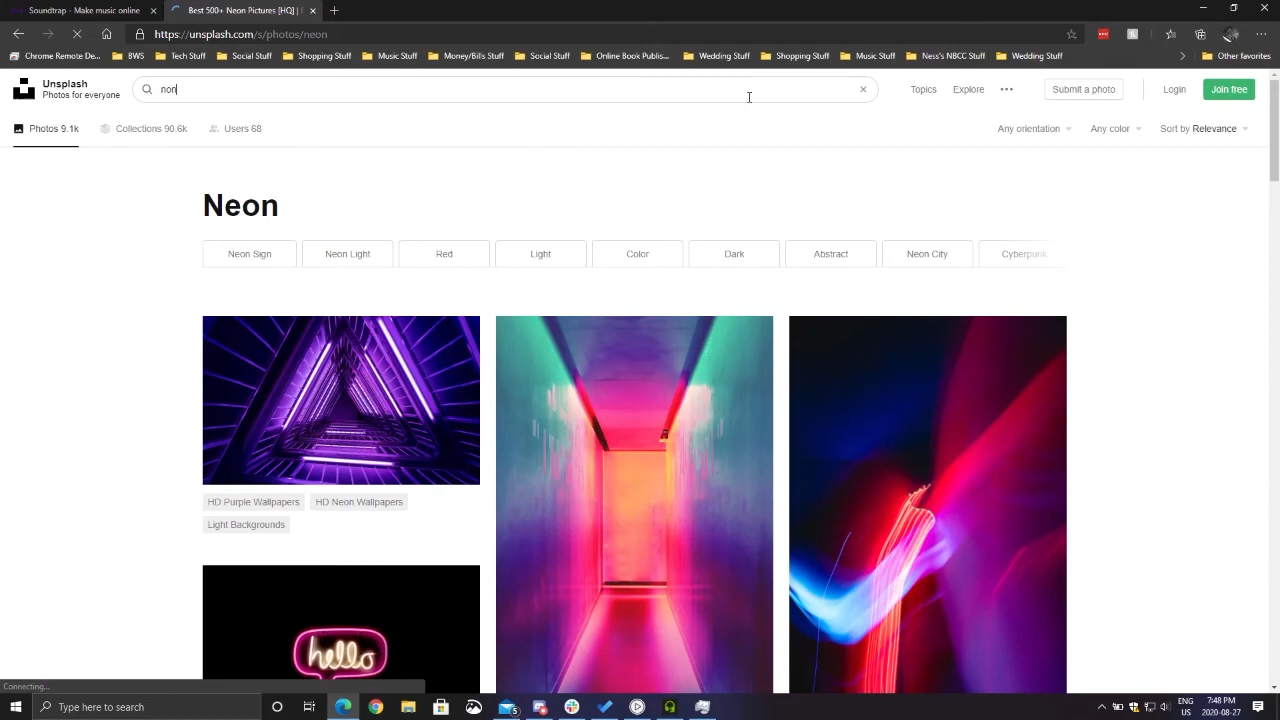 Soundtrap - Make music online
Best 500+ Neon Pictures [HQ] |
https://unsplash.com/s/photos/neon
Chrome Remote De...
BWS
Tech Stuff
Social Stuff
Shopping Stuff
Music Stuff
Money/Bills Stuff
Social Stuff
Online Book Publis...
Wedding Stuff
Shopping Stuff
Music Stuff
Ness's NBCC Stuff
Wedding Stuff
Other favorites
Unsplash
Photos for everyone
non
Topics
Explore
Submit a photo
Login
Join free
Photos 9.1k
Collections 90.6k
Users 68
Any orientation
Any color
Sort by Relevance
Neon
Neon Sign
Neon Light
Red
Light
Color
Dark
Abstract
Neon City
Cyberpunk
HD Purple Wallpapers
HD Neon Wallpapers
Light Backgrounds
hello
Connecting...
Type here to search
5
ENG
US
7:48 PM
2020-08-27